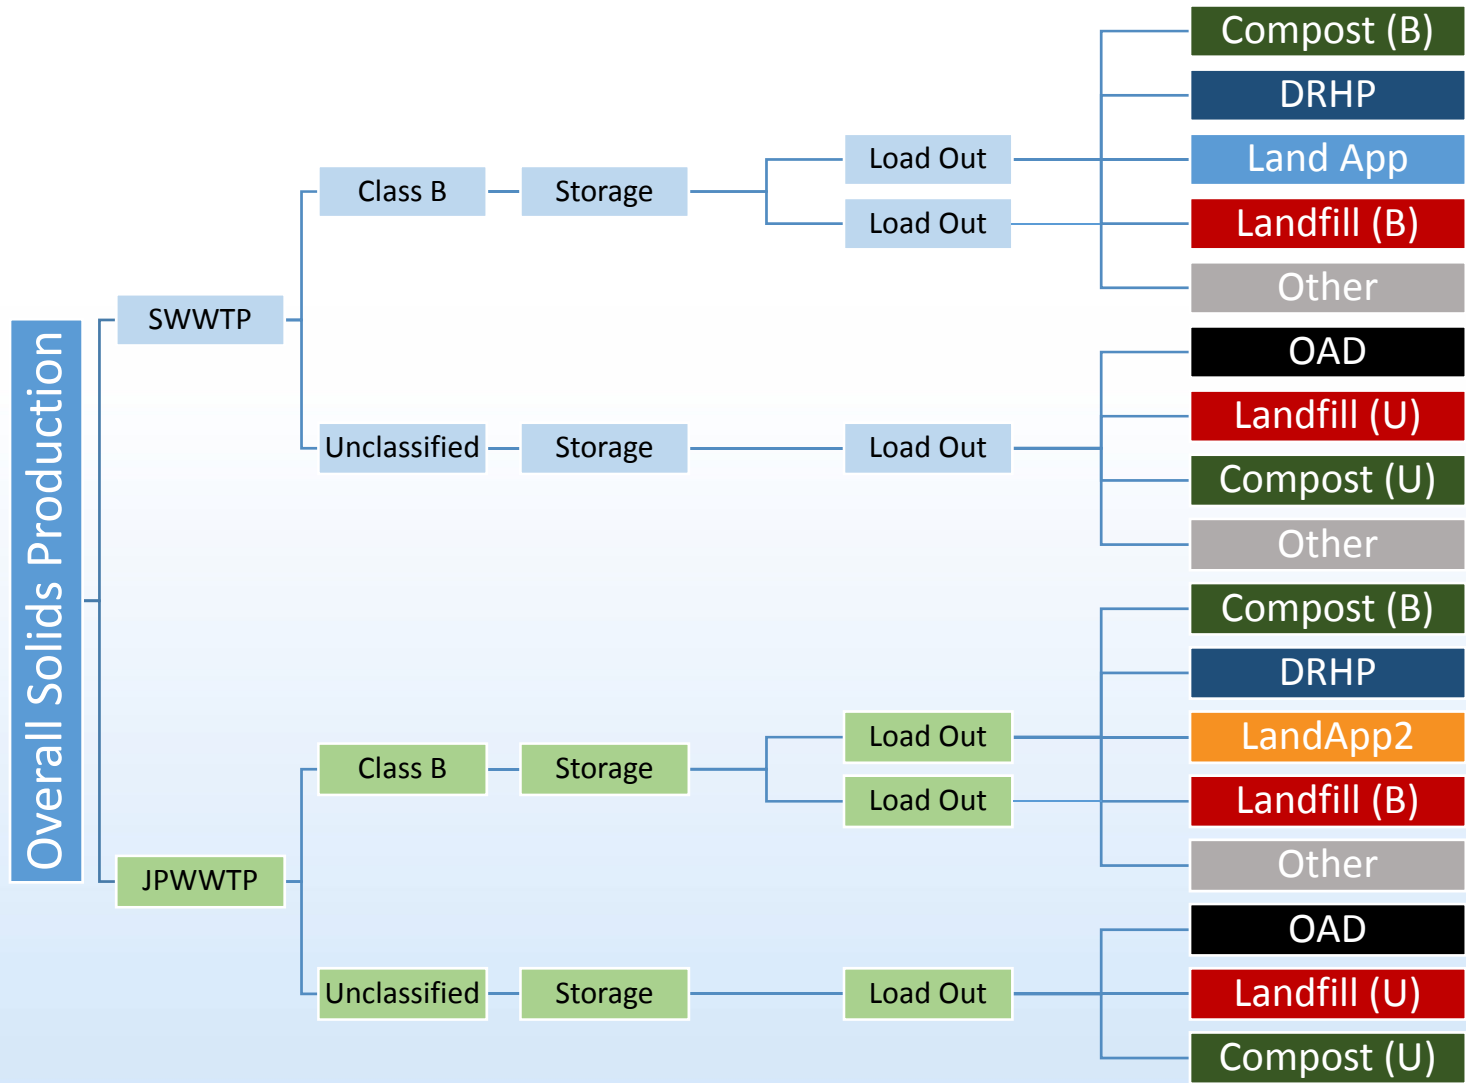 Overall Solids Production
SWWTP
Class B
Storage
Load Out
Load Out
Compost (B)
DRHP
Land App
Landfill (B)
Other
Unclassified
Storage
Load Out
OAD
Landfill (U)
Compost (U)
Other
JPWWTP
Class B
Storage
Load Out
Load Out
Compost (B)
DRHP
LandApp2
Landfill (B)
Other
Unclassified
Storage
Load Out
OAD
Landfill (U)
Compost (U)